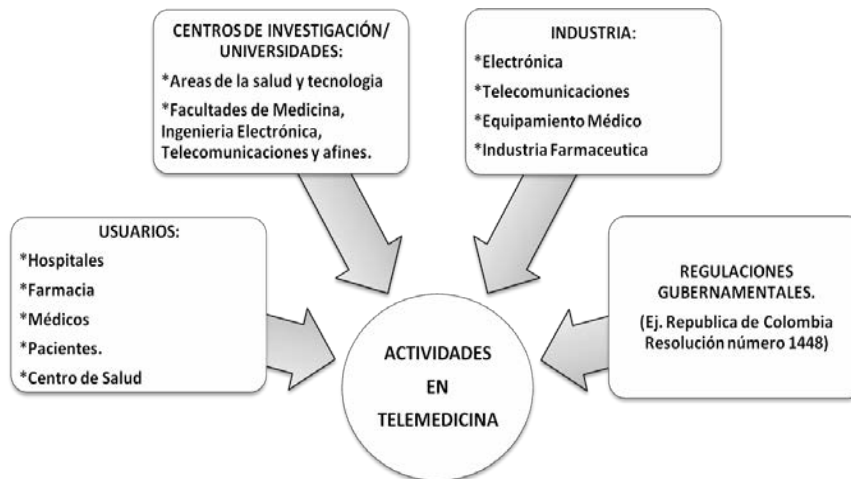 CENTROS DE INVESTIGACIÓN/
UNIVERSIDADES:
*Areas de la salud y tecnologia
*Facultades de Medicina,
Ingenieria Electrónica,
Telecomunicaciones y afines.
INDUSTRIA:
*Electrónica
*Telecomunicaciones
*Equipamiento Médico
*Industria Farmaceutica
USUARIOS:
*Hospitales
*Farmacia
*Médicos
*Pacientes.
*Centro de Salud
REGULACIONES
GUBERNAMENTALES.
(Ej. Republica de Colombia
Resolución número 1448)
ACTIVIDADES
EN
TELEMEDICINA